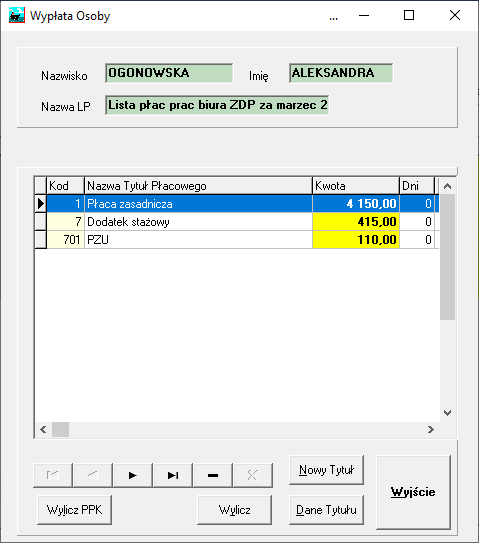 Wypłata Osoby ...
Nazwisko OGONOWSKA Imię ALEKSANDRA
Nazwa LP Lista płac prac biura ZDP za marzec 2
Kod Nazwa Tytuł Płacowego Kwota Dni
1 Płaca zasadnicza 4 150,00 0
7 Dodatek stażowy 415,00 0
701 PZU 110,00 0
Nowy Tytuł
Wyjście
Wylicz PPK Wylicz Dane Tytułu